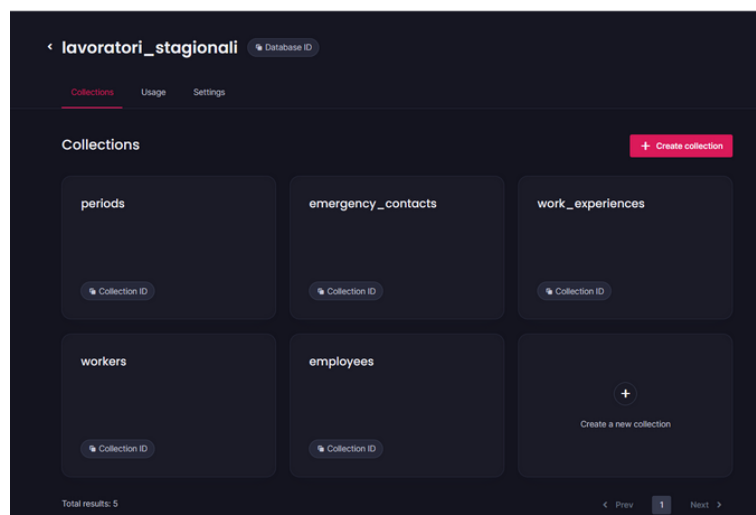 lavoratori_stagionali Database ID
Collections Usage Settings
Collections + Create collection
periods emergency_contacts work_experiences
Collection ID Collection ID Collection ID
workers employees
+
Create a new collection
Collection ID Collection ID
Total results: 5 < Prev 1 Next >